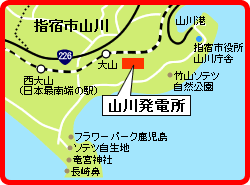 指宿市山川
山川港
226
指宿市役所
山川庁舎
大山
西大山
(日本最南端の駅)
竹山ソテツ
自然公園
山川発電所
フラワーパーク鹿児島
ソテツ自生地
竜宮神社
長崎鼻